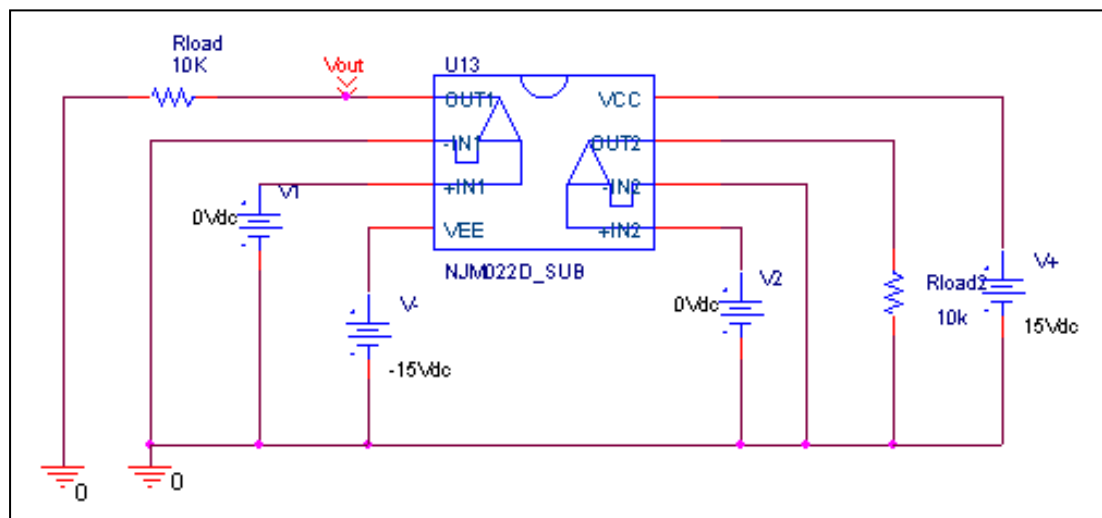 Rload
10K
Vout
U13
OUT1
-IN1
+IN1
VEE
VCC
OUT2
-IN2
+IN2
NJM022D_SUB
V1
0Vdc
V-
-15Vdc
V2
0Vdc
Rload2
10k
V+
15Vdc
0
0